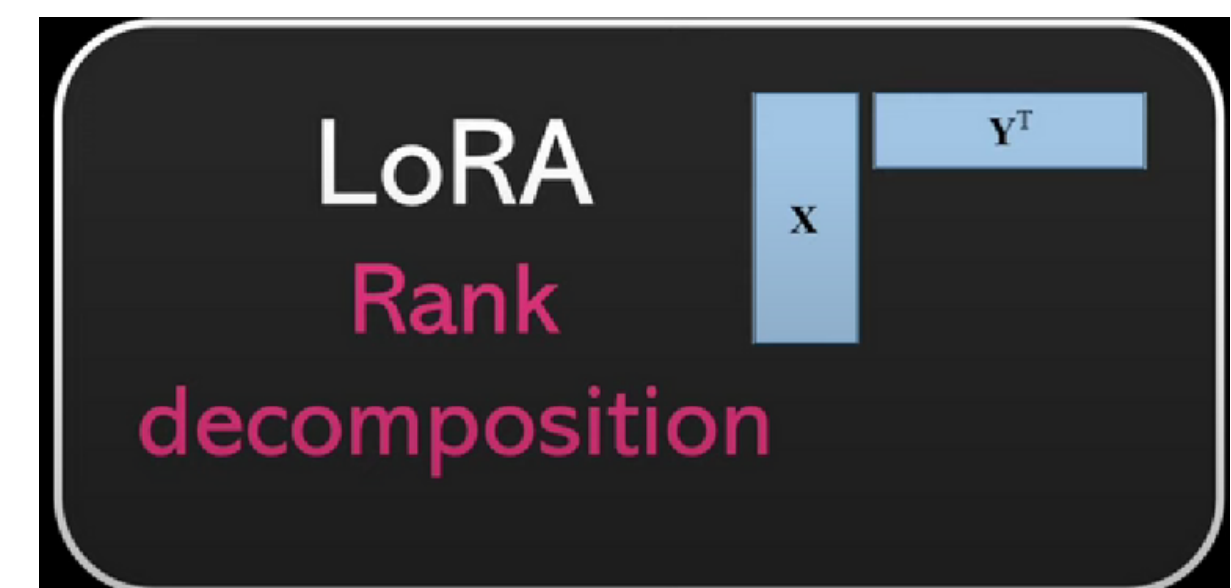 LoRA
Rank
decomposition
X
Yᵀ